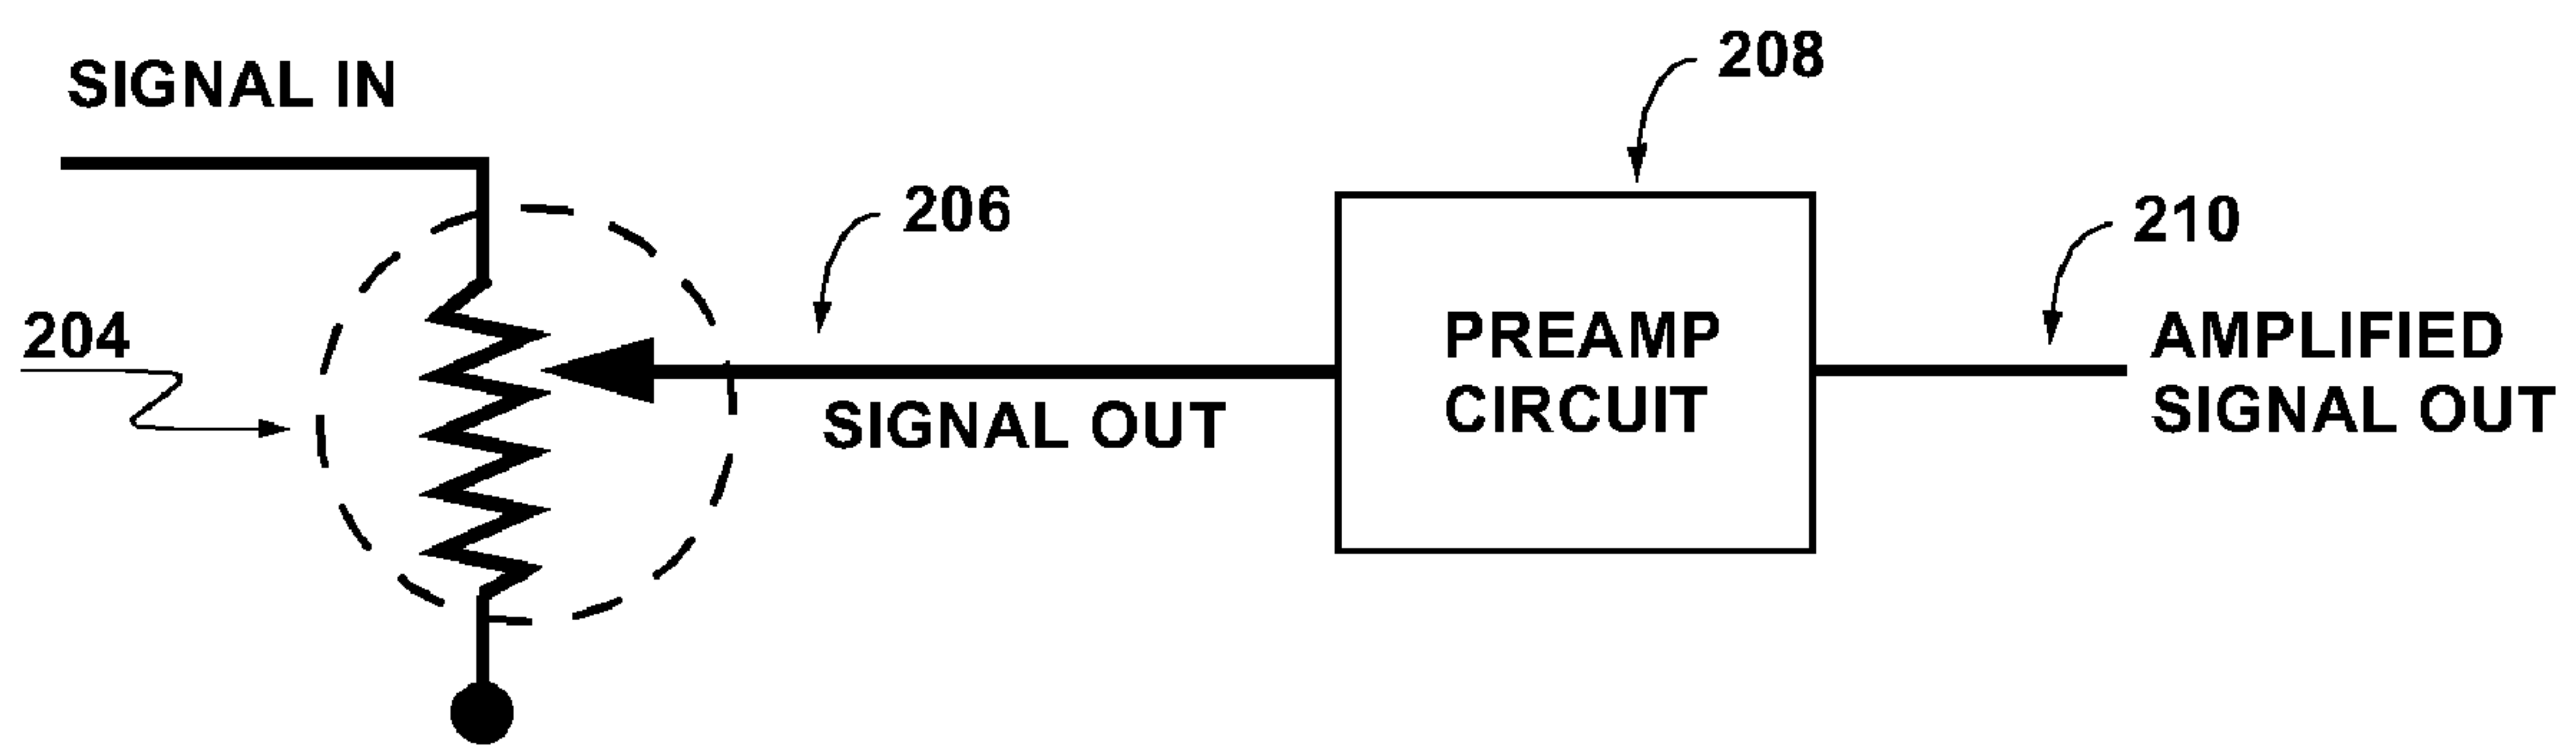 SIGNAL IN
208
206
210
204
PREAMP
CIRCUIT
AMPLIFIED
SIGNAL OUT
SIGNAL OUT